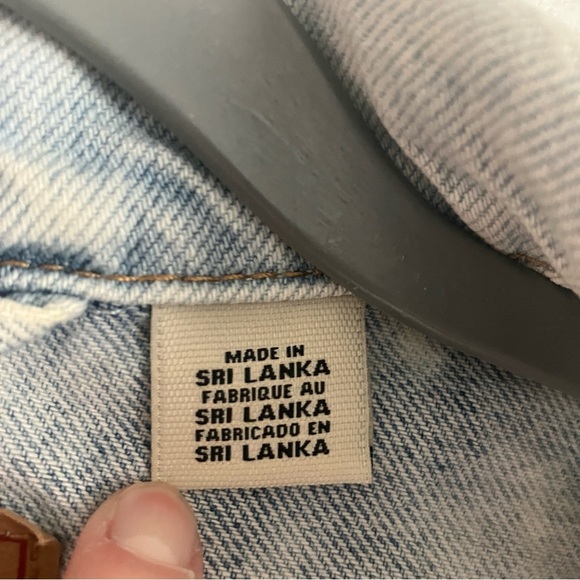 MADE IN
SRI LANKA
FABRIQUE AU
SRI LANKA
FABRICADO EN
SRI LANKA